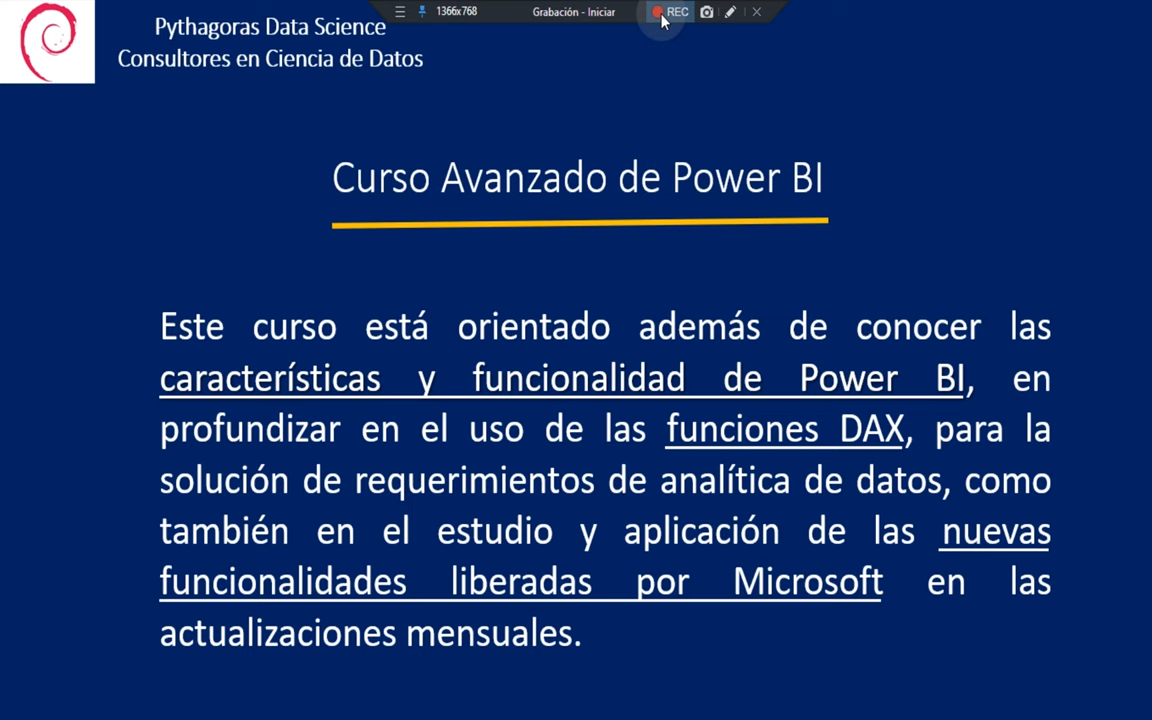 1366x768
Grabación - Iniciar
REC
Pythagoras Data Science
Consultores en Ciencia de Datos
Curso Avanzado de Power BI
Este curso está orientado además de conocer las
características y funcionalidad de Power BI, en
profundizar en el uso de las funciones DAX, para la
solución de requerimientos de analítica de datos, como
también en el estudio y aplicación de las nuevas
funcionalidades liberadas por Microsoft en las
actualizaciones mensuales.